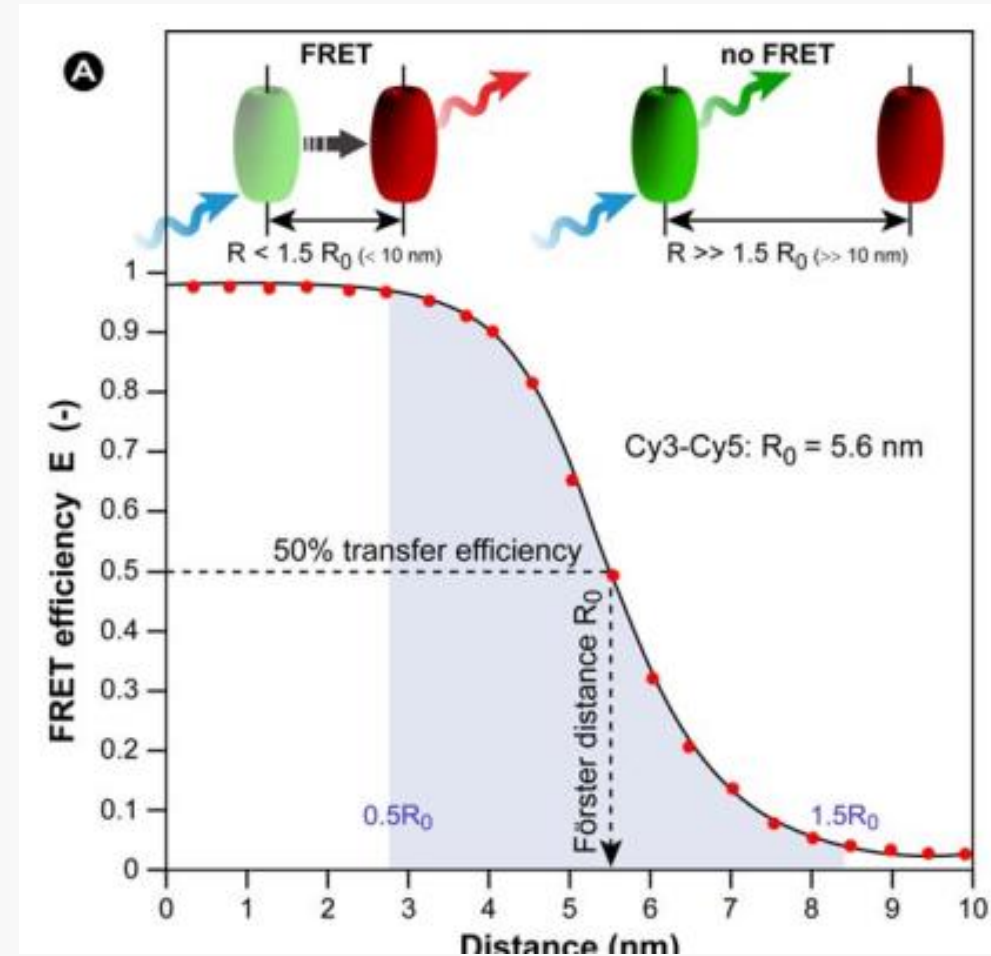 A
FRET
no FRET
R < 1.5 R₀ (< 10 nm)
R >> 1.5 R₀ (>> 10 nm)
1
0.9
0.8
0.7
0.6
0.5
0.4
0.3
0.2
0.1
0
FRET efficiency E (-)
Cy3-Cy5: R₀ = 5.6 nm
50% transfer efficiency
Förster distance R₀
0.5R₀
1.5R₀
0 1 2 3 4 5 6 7 8 9 10
Distance (nm)